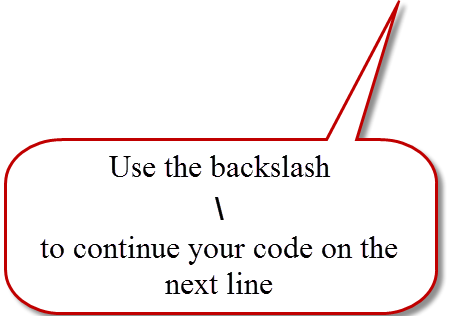 Use the backslash
\
to continue your code on the
next line